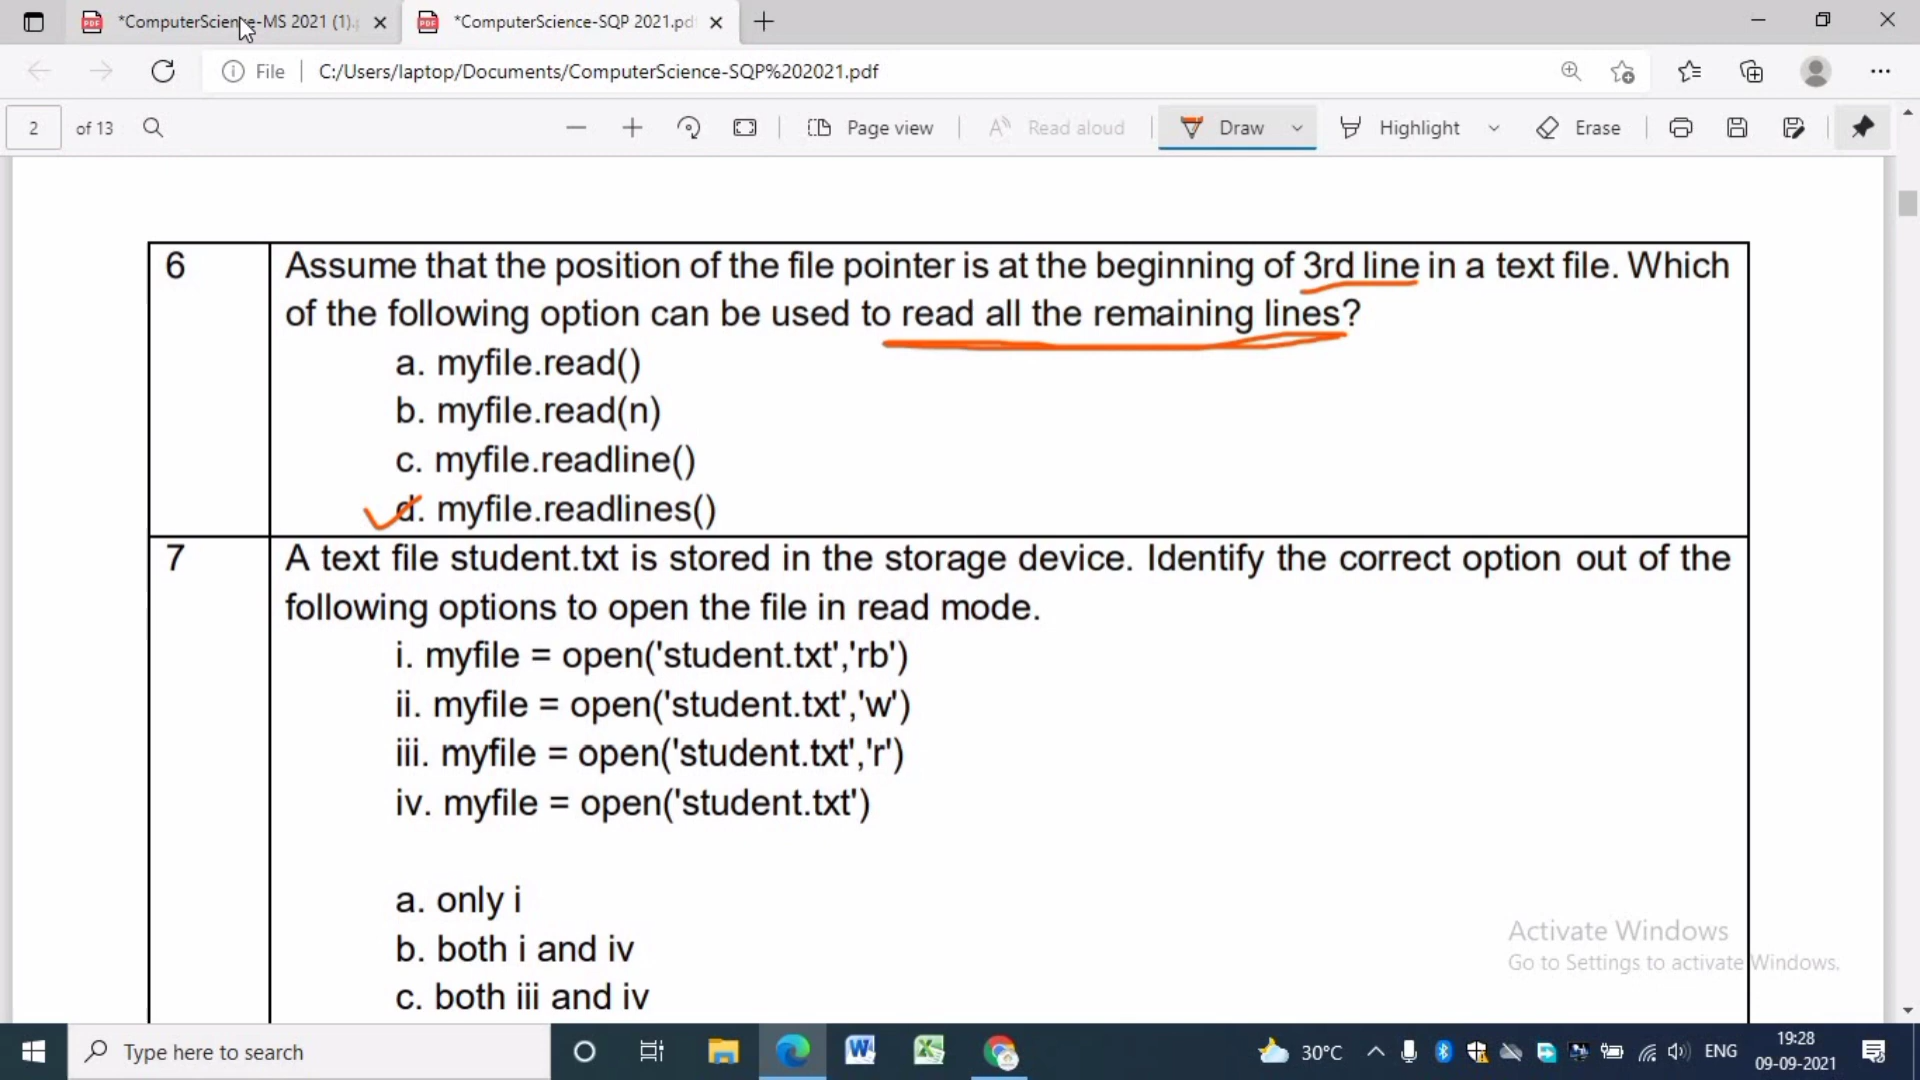 *ComputerScience-MS 2021 (1).
*ComputerScience-SQP 2021.pdf
File
C:/Users/laptop/Documents/ComputerScience-SQP%202021.pdf
2
of 13
Page view
Read aloud
Draw
Highlight
Erase
6
Assume that the position of the file pointer is at the beginning of 3rd line in a text file. Which
of the following option can be used to read all the remaining lines?
a. myfile.read()
b. myfile.read(n)
c. myfile.readline()
d. myfile.readlines()
7
A text file student.txt is stored in the storage device. Identify the correct option out of the
following options to open the file in read mode.
i. myfile = open('student.txt','rb')
ii. myfile = open('student.txt','w')
iii. myfile = open('student.txt','r')
iv. myfile = open('student.txt')
a. only i
b. both i and iv
c. both iii and iv
Activate Windows
Go to Settings to activate Windows.
Type here to search
30°C
ENG
19:28
09-09-2021